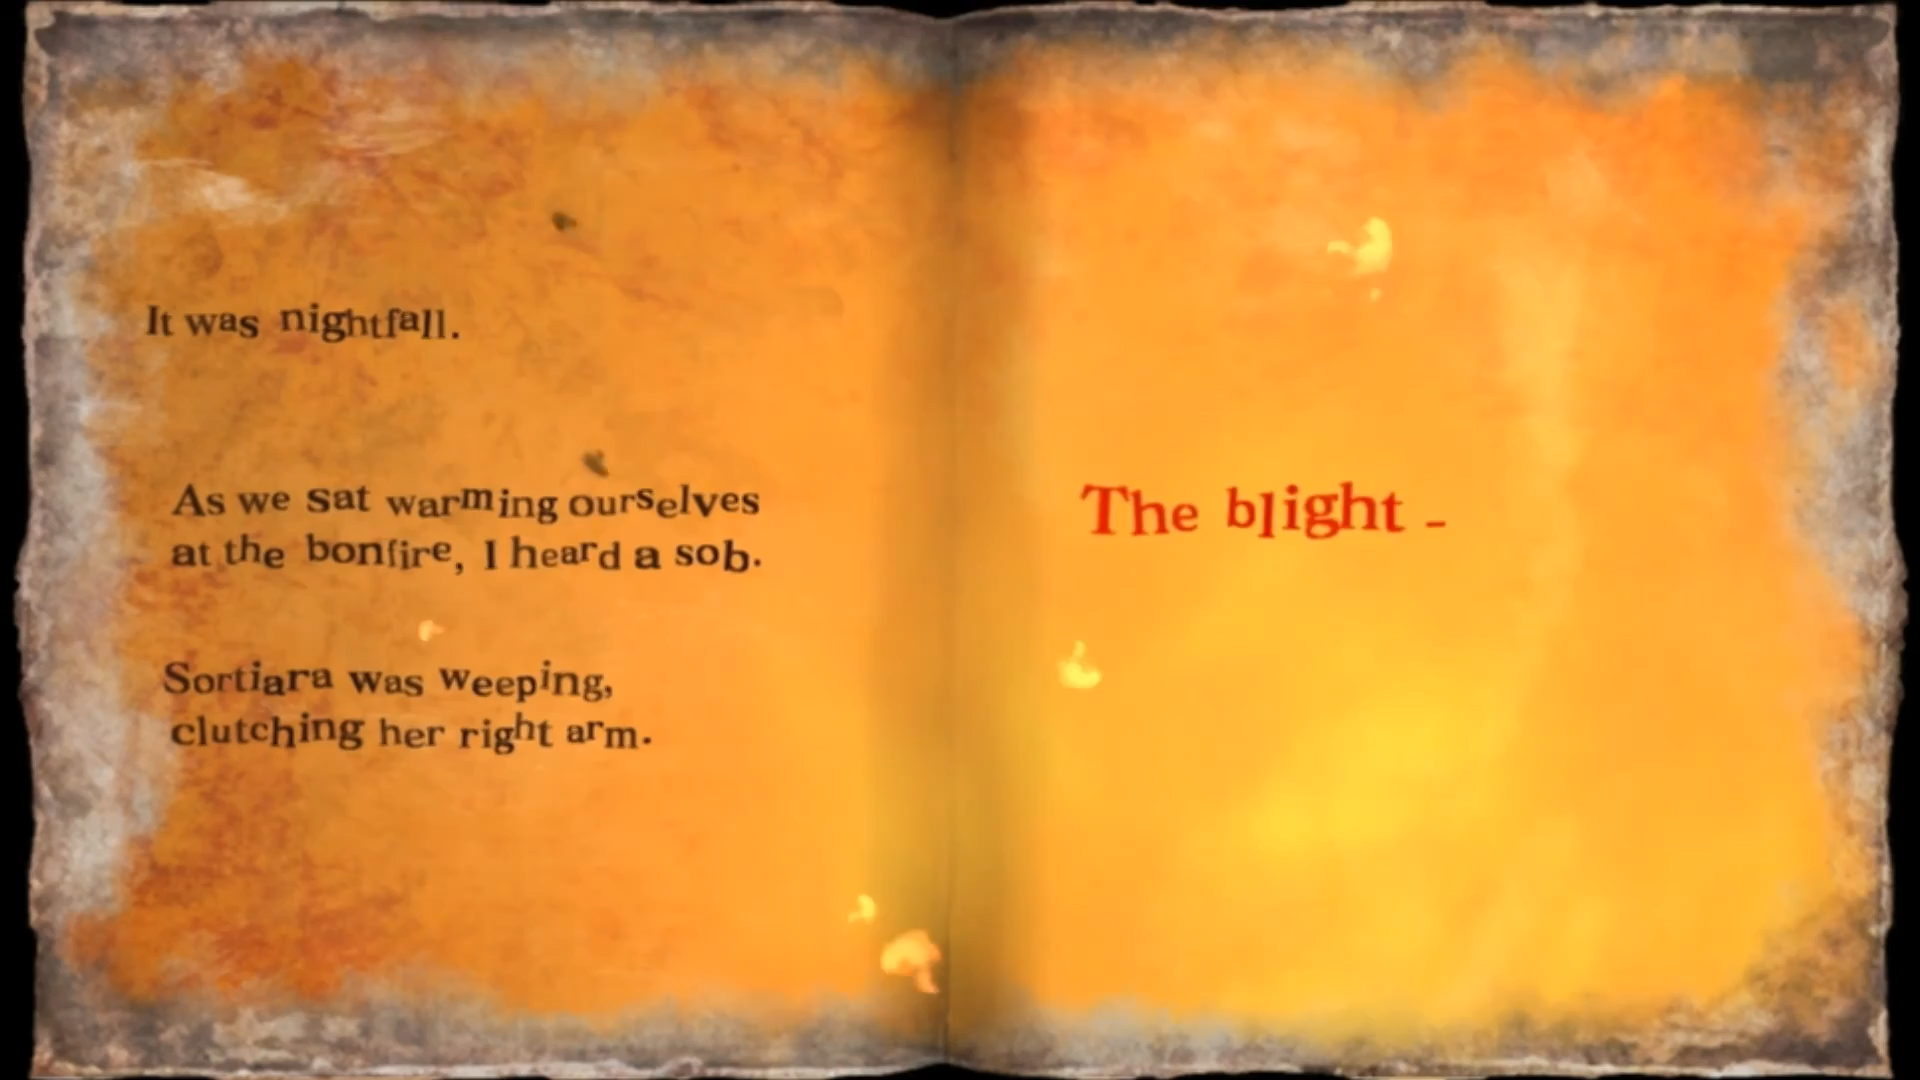 It was nightfall.
As we sat warming ourselves
at the bonfire, I heard a sob.
Sortiara was weeping,
clutching her right arm.
The blight -